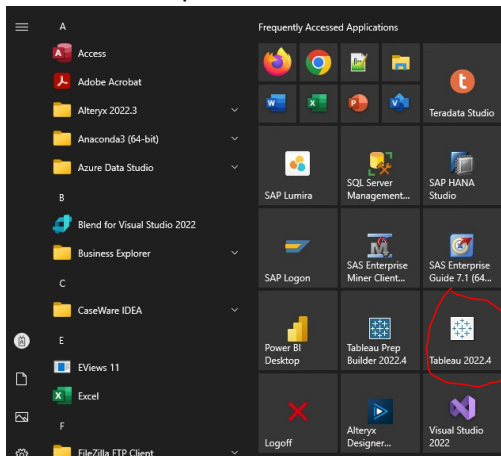 A
Access
Adobe Acrobat
Alteryx 2022.3
Anaconda3 (64-bit)
Azure Data Studio
B
Blend for Visual Studio 2022
Business Explorer
C
CaseWare IDEA
E
EViews 11
Excel
F
FileZilla FTP Client
Frequently Accessed Applications
Teradata Studio
SAP Lumira
SQL Server
Management...
SAP HANA
Studio
SAP Logon
SAS Enterprise
Miner Client...
SAS Enterprise
Guide 7.1 (64...
Power BI
Desktop
Tableau Prep
Builder 2022.4
Tableau 2022.4
Logoff
Alteryx
Designer...
Visual Studio
2022